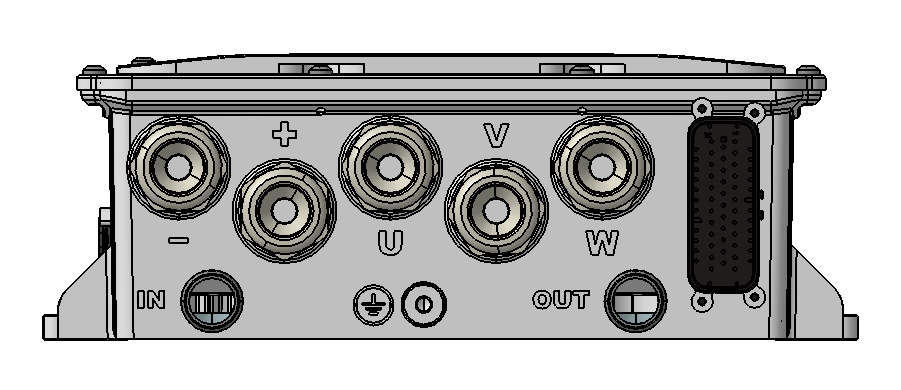 + V
− U W
IN OUT